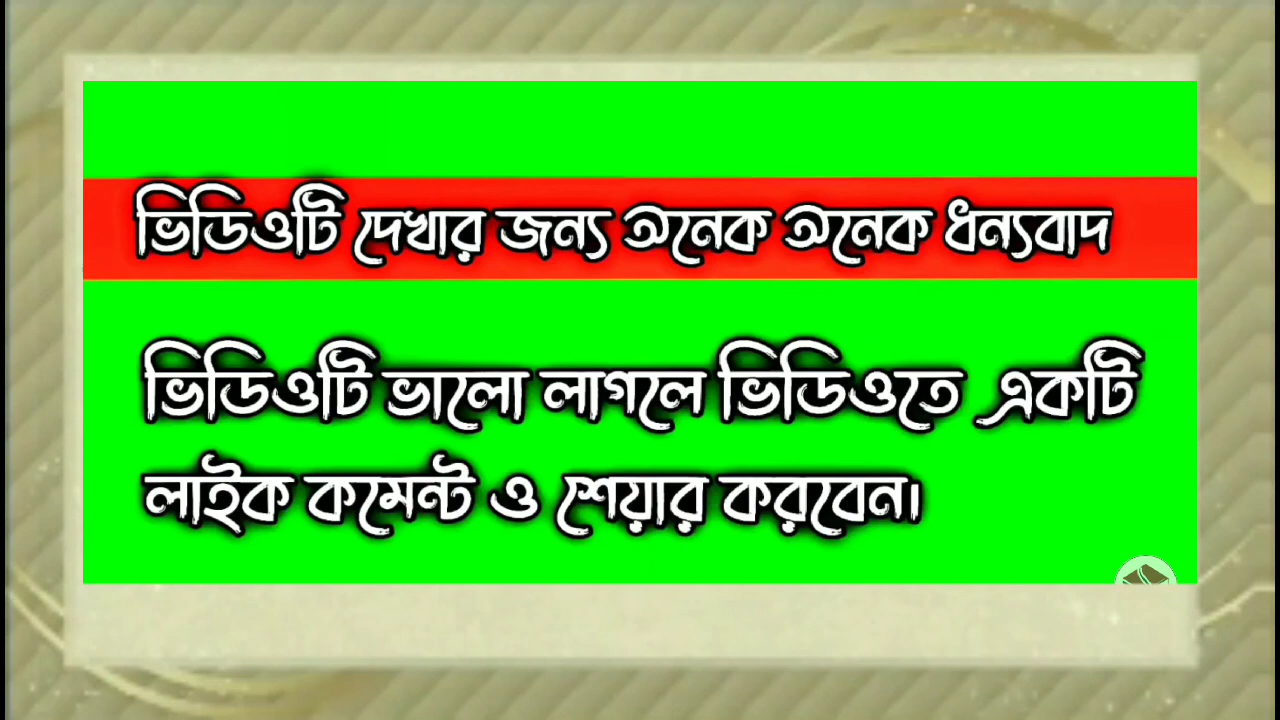 ভিডিওটি দেখার জন্য অনেক অনেক ধন্যবাদ
ভিডিওটি ভালো লাগলে ভিডিওতে একটি
লাইক কমেন্ট ও শেয়ার করবেন।